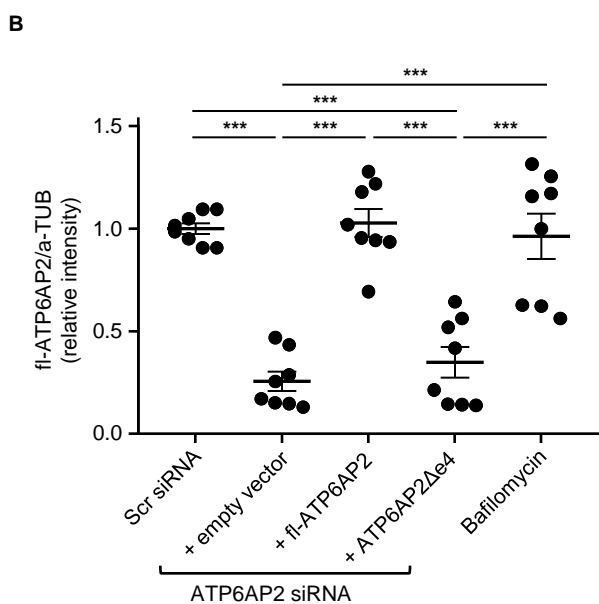 B
***
***
*** *** *** ***
1.5
1.0
0.5
0.0
fl-ATP6AP2/a-TUB
(relative intensity)
Scr siRNA
+ empty vector
+ fl-ATP6AP2
+ ATP6AP2Δe4
Bafilomycin
ATP6AP2 siRNA